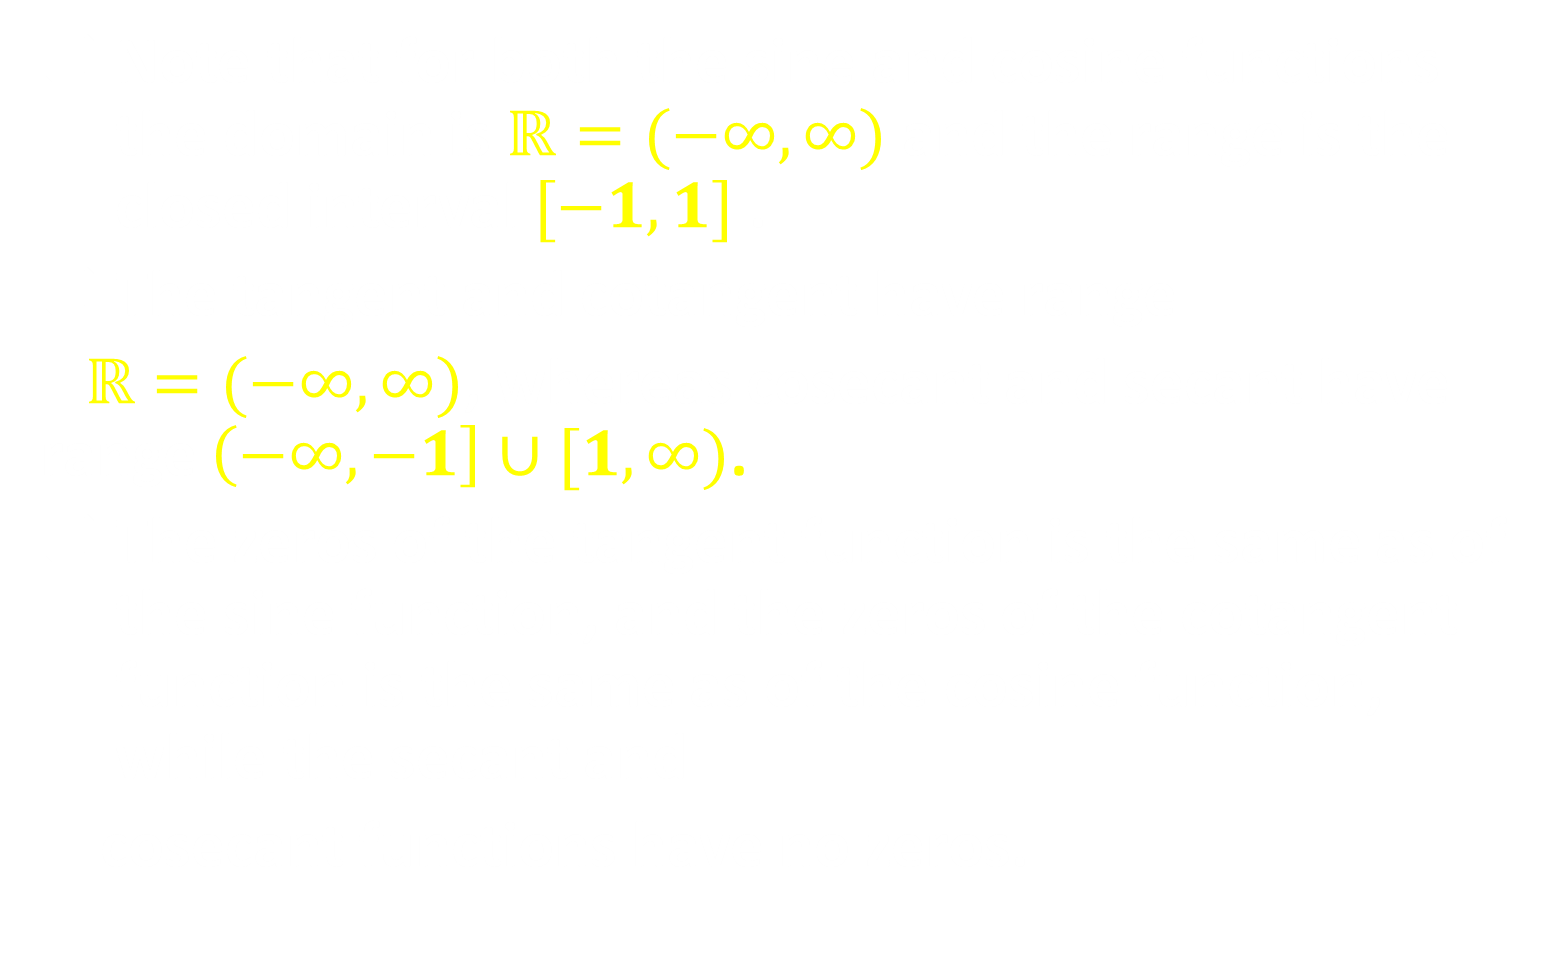 ℝ = (−∞, ∞)
[−1, 1]
ℝ = (−∞, ∞)
(−∞, −1] ∪ [1, ∞).